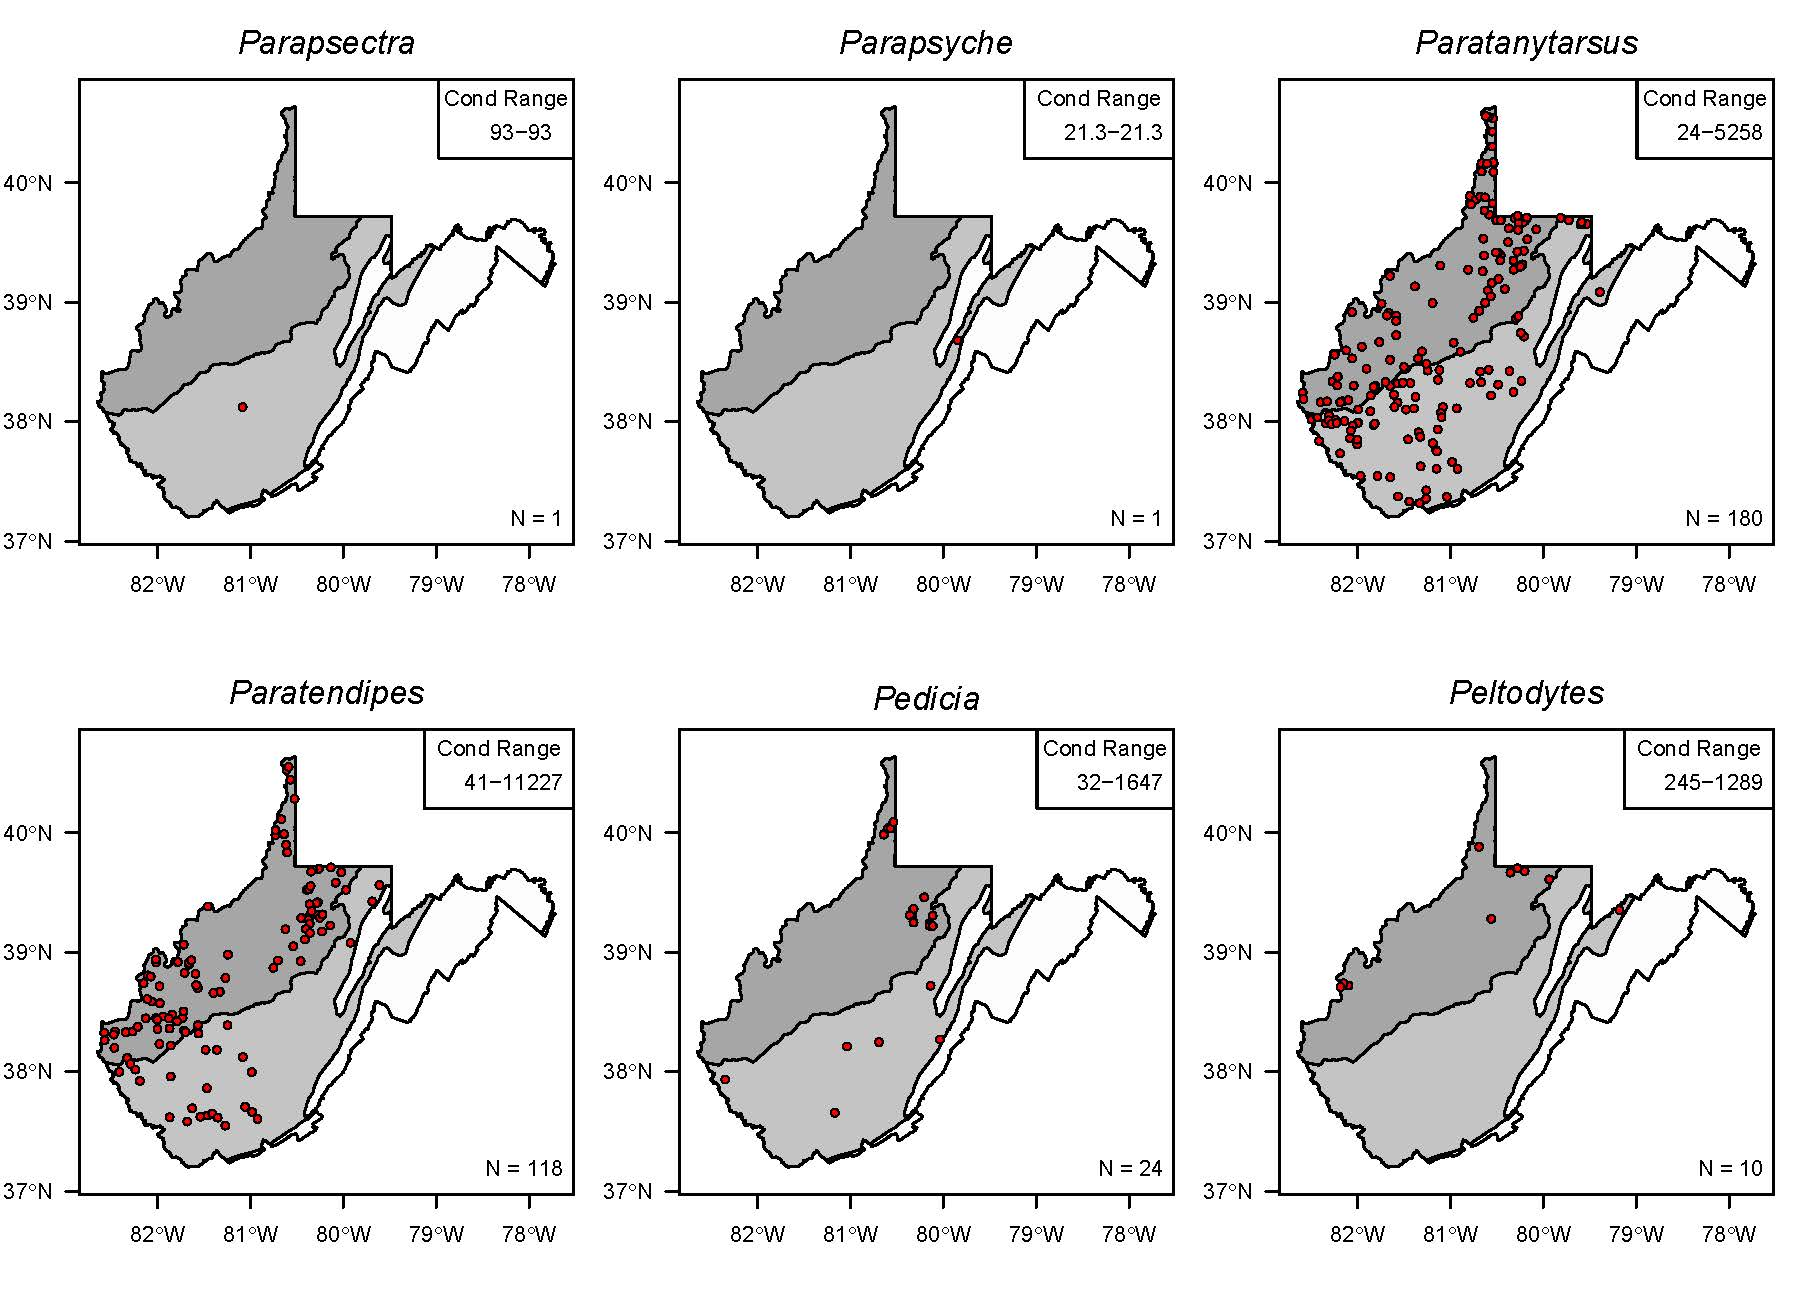 Parapsectra
Cond Range
93−93
40°N
39°N
38°N
37°N
N = 1
82°W 81°W 80°W 79°W 78°W
Parapsyche
Cond Range
21.3−21.3
40°N
39°N
38°N
37°N
N = 1
82°W 81°W 80°W 79°W 78°W
Paratanytarsus
Cond Range
24−5258
40°N
39°N
38°N
37°N
N = 180
82°W 81°W 80°W 79°W 78°W
Paratendipes
Cond Range
41−11227
40°N
39°N
38°N
37°N
N = 118
82°W 81°W 80°W 79°W 78°W
Pedicia
Cond Range
32−1647
40°N
39°N
38°N
37°N
N = 24
82°W 81°W 80°W 79°W 78°W
Peltodytes
Cond Range
245−1289
40°N
39°N
38°N
37°N
N = 10
82°W 81°W 80°W 79°W 78°W